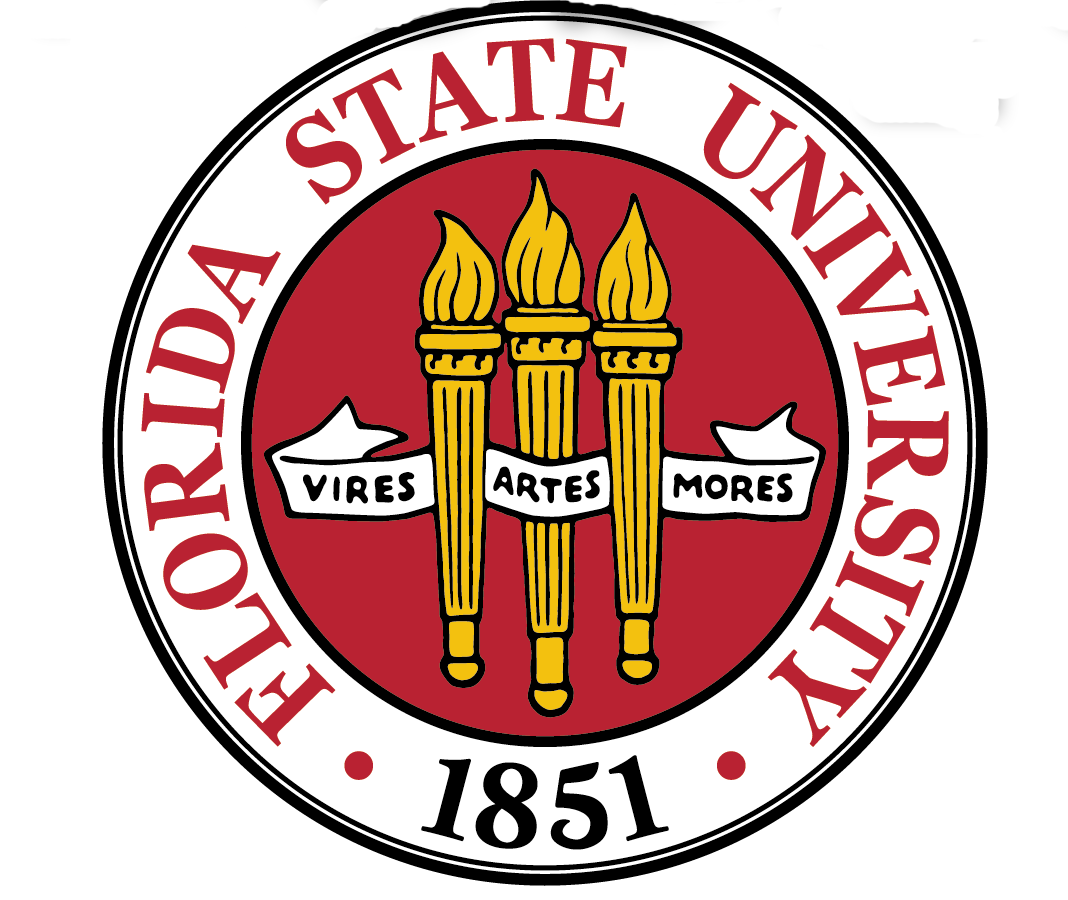 FLORIDA STATE UNIVERSITY
VIRES ARTES MORES
• 1851 •